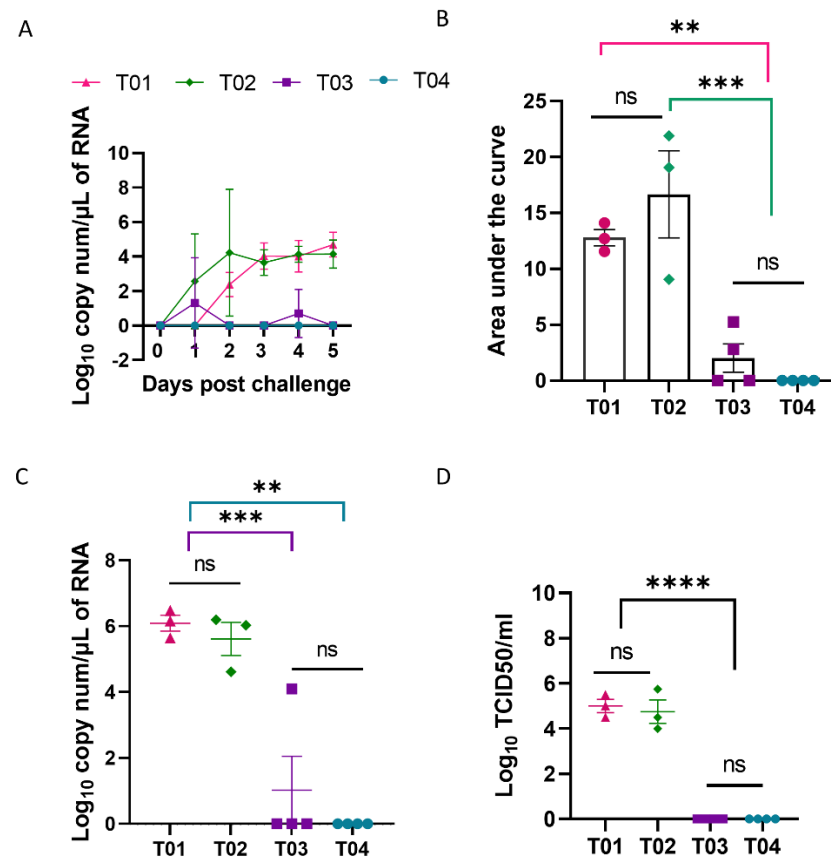 A
T01 T02 T03 T04
Log10 copy num/µL of RNA
10
8
6
4
2
0
-2
0 1 2 3 4 5
Days post challenge
B
**
***
ns
ns
Area under the curve
25
20
15
10
5
0
T01 T02 T03 T04
C
**
***
ns
ns
Log10 copy num/µL of RNA
8
6
4
2
0
T01 T02 T03 T04
D
****
ns
ns
Log10 TCID50/ml
10
8
6
4
2
0
T01 T02 T03 T04